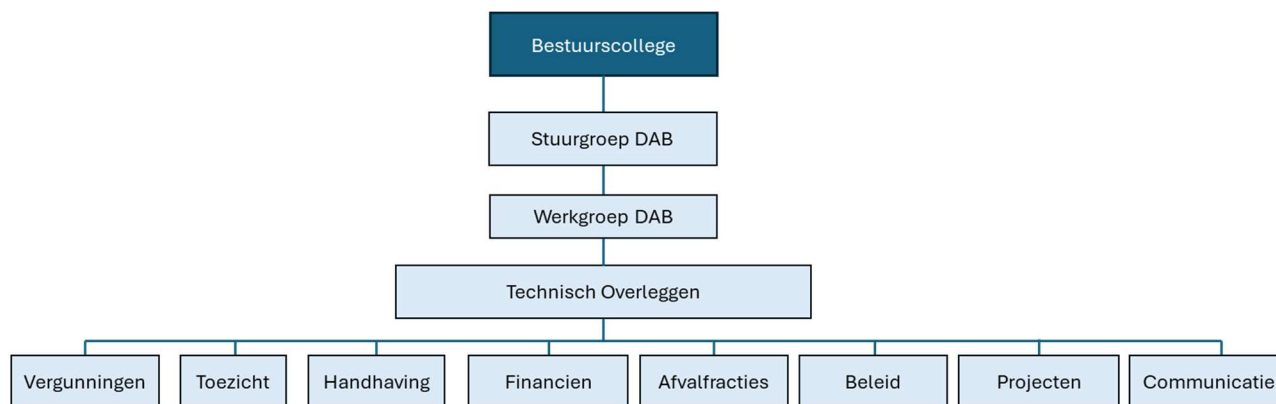 Bestuurscollege
Stuurgroep DAB
Werkgroep DAB
Technisch Overleggen
Vergunningen
Toezicht
Handhaving
Financien
Afvalfracties
Beleid
Projecten
Communicatie